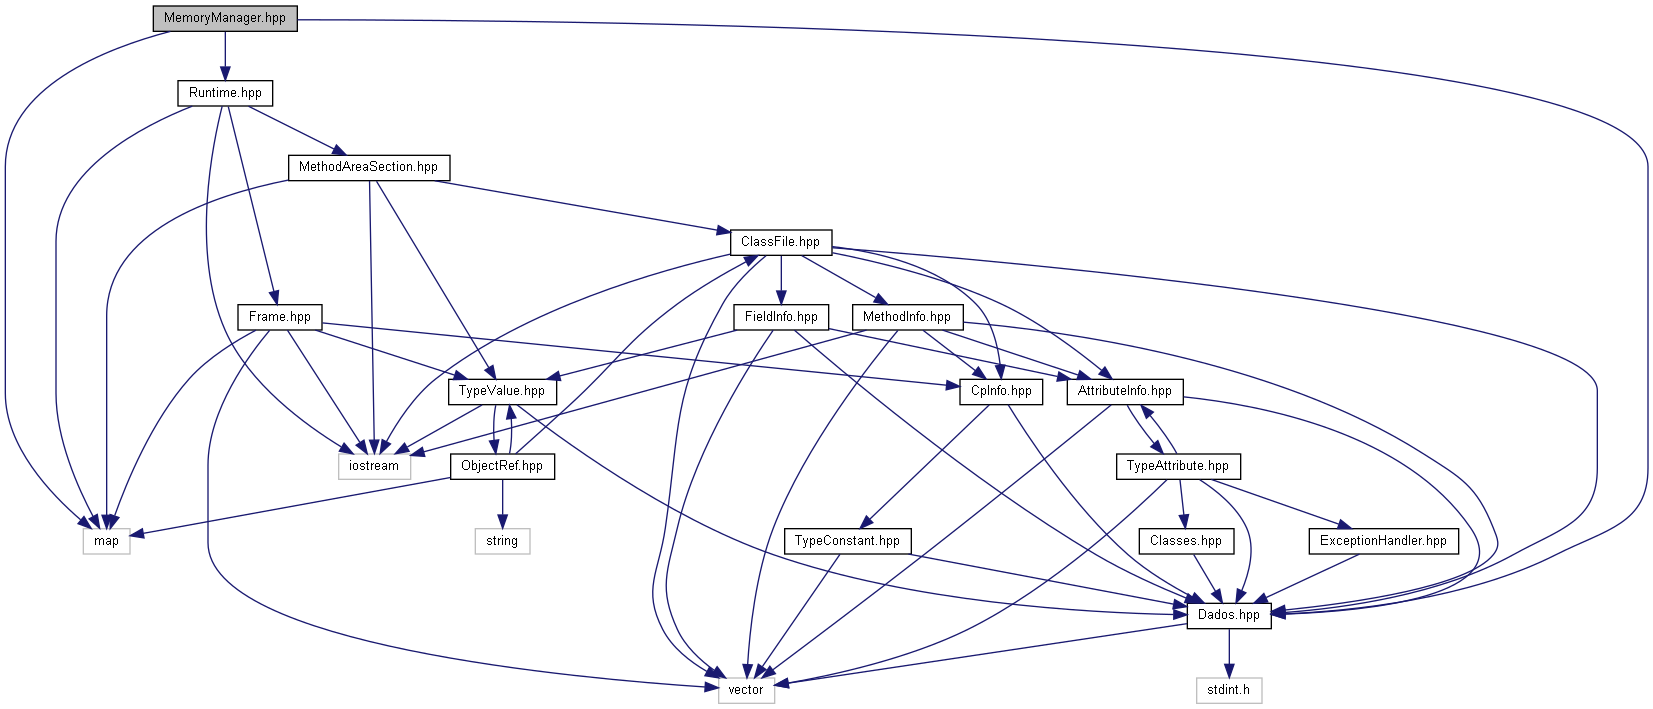 MemoryManager.hpp
Runtime.hpp
MethodAreaSection.hpp
ClassFile.hpp
Frame.hpp
FieldInfo.hpp
MethodInfo.hpp
TypeValue.hpp
CpInfo.hpp
AttributeInfo.hpp
iostream
ObjectRef.hpp
TypeAttribute.hpp
map
string
TypeConstant.hpp
Classes.hpp
ExceptionHandler.hpp
Dados.hpp
vector
stdint.h